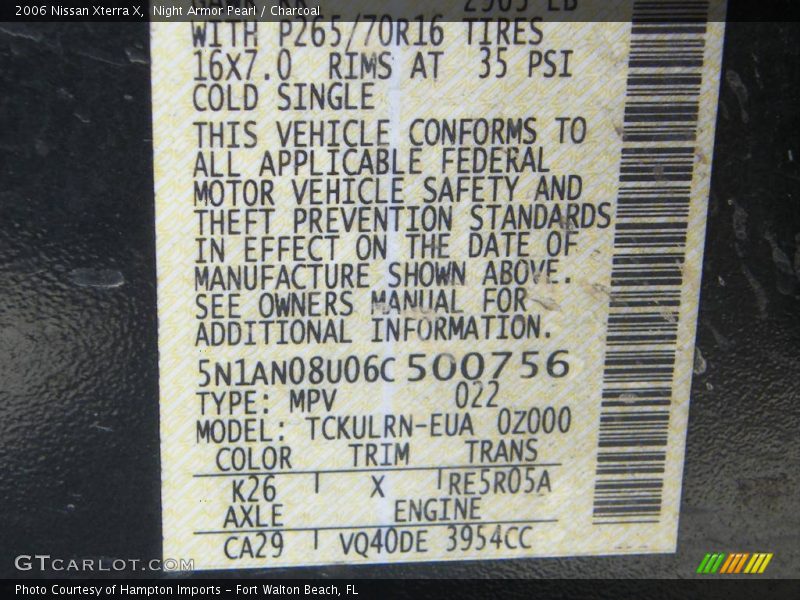 2006 Nissan Xterra X, Night Armor Pearl / Charcoal
WITH P265/70R16 TIRES
16X7.0 RIMS AT 35 PSI
COLD SINGLE
THIS VEHICLE CONFORMS TO
ALL APPLICABLE FEDERAL
MOTOR VEHICLE SAFETY AND
THEFT PREVENTION STANDARDS
IN EFFECT ON THE DATE OF
MANUFACTURE SHOWN ABOVE.
SEE OWNERS MANUAL FOR
ADDITIONAL INFORMATION.
5N1AN08U06C500756
TYPE: MPV 022
MODEL: TCKULRN-EUA 0Z000
COLOR TRIM TRANS
K26 X RE5R05A
AXLE ENGINE
CA29 VQ40DE 3954CC
GTCARLOT.COM
Photo Courtesy of Hampton Imports - Fort Walton Beach, FL